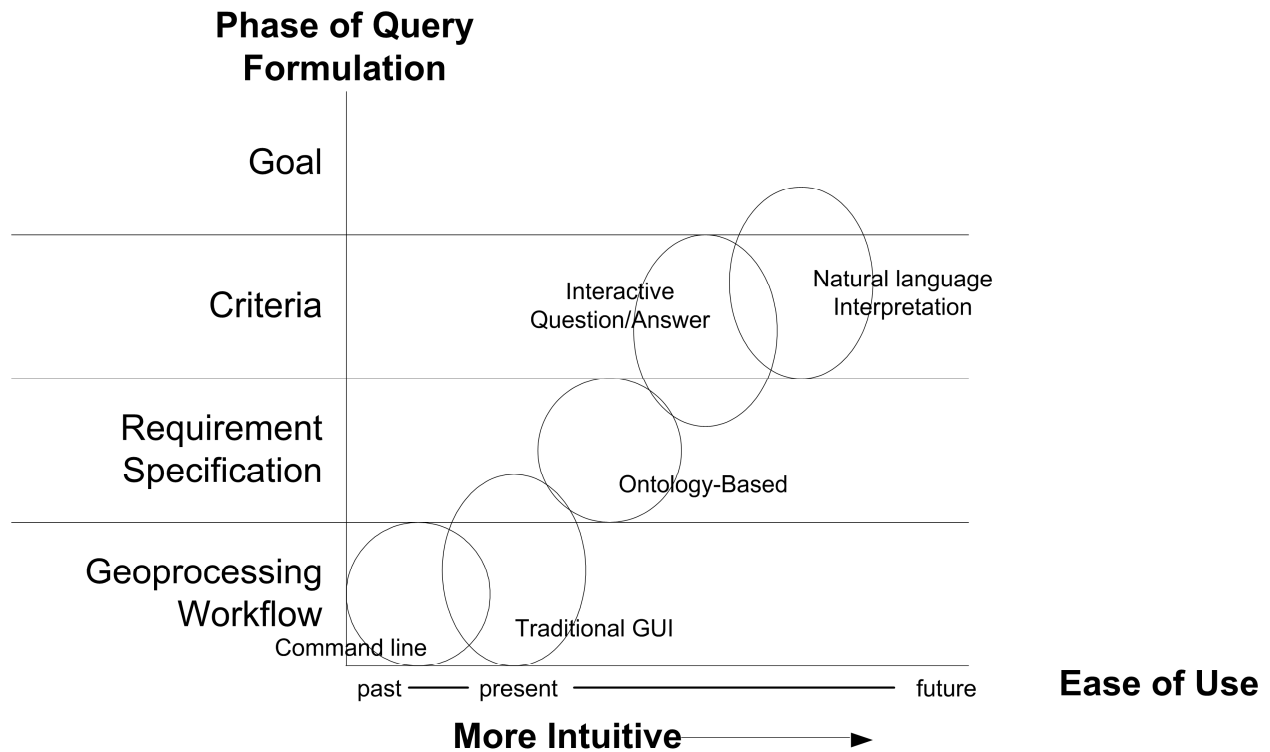 Phase of Query
Formulation
Goal
Criteria
Interactive
Question/Answer
Natural language
Interpretation
Requirement
Specification
Ontology-Based
Geoprocessing
Workflow
Command line
Traditional GUI
past
present
future
Ease of Use
More Intuitive